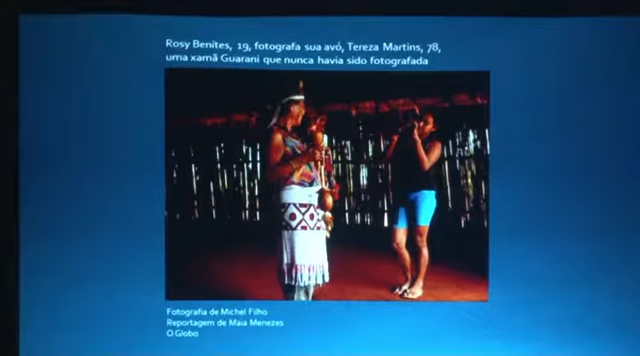 Rosy Benites, 19, fotografa sua avó, Tereza Martins, 78,
uma xamã Guarani que nunca havia sido fotografada
Fotografia de Michel Filho
Reportagem de Maia Menezes
O Globo